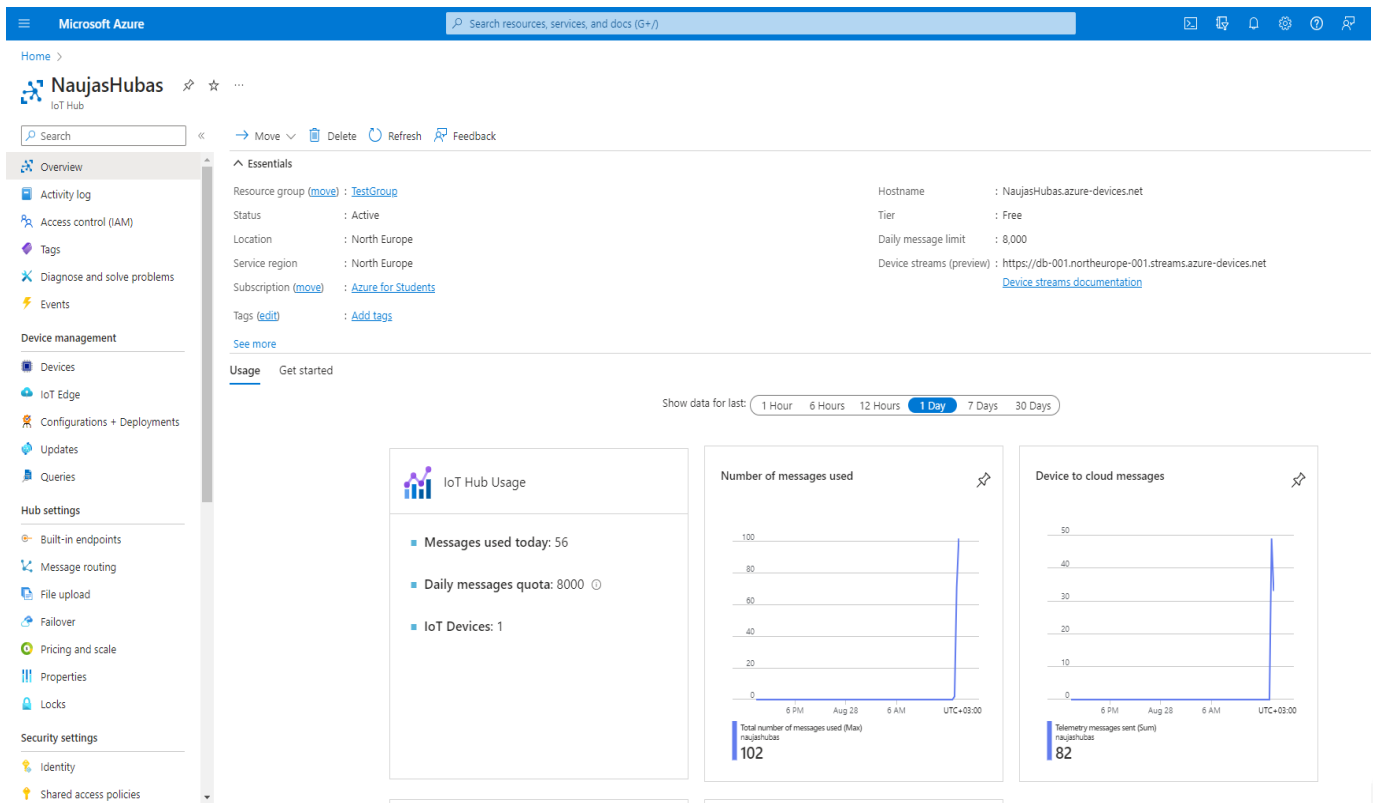 Microsoft Azure
Search resources, services, and docs (G+/)
Home >
NaujasHubas
IoT Hub
Search
Move
Delete
Refresh
Feedback
Overview
Activity log
Access control (IAM)
Tags
Diagnose and solve problems
Events
Device management
Devices
IoT Edge
Configurations + Deployments
Updates
Queries
Hub settings
Built-in endpoints
Message routing
File upload
Failover
Pricing and scale
Properties
Locks
Security settings
Identity
Shared access policies
Essentials
Resource group (move) : TestGroup
Status : Active
Location : North Europe
Service region : North Europe
Subscription (move) : Azure for Students
Tags (edit) : Add tags
See more
Hostname : NaujasHubas.azure-devices.net
Tier : Free
Daily message limit : 8,000
Device streams (preview) : https://db-001.northeurope-001.streams.azure-devices.net
Device streams documentation
Usage Get started
Show data for last: 1 Hour 6 Hours 12 Hours 1 Day 7 Days 30 Days
IoT Hub Usage
Messages used today: 56
Daily messages quota: 8000
IoT Devices: 1
Number of messages used
100
80
60
40
20
0
6 PM Aug 28 6 AM UTC+03:00
Total number of messages used (Max)
naujashubas
102
Device to cloud messages
50
40
30
20
10
0
6 PM Aug 28 6 AM UTC+03:00
Telemetry messages sent (Sum)
naujashubas
82